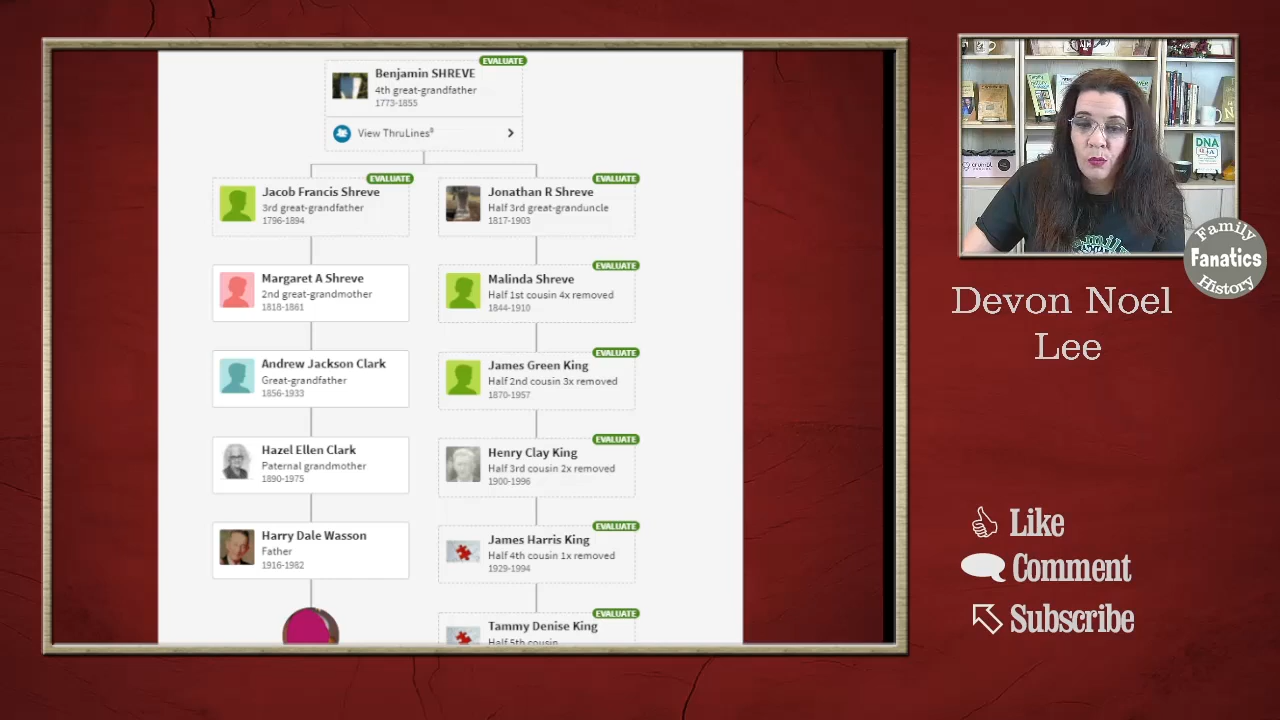 EVALUATE
Benjamin SHREVE
4th great-grandfather
1773-1855
View ThruLines®
EVALUATE
Jacob Francis Shreve
3rd great-grandfather
1796-1894
EVALUATE
Jonathan R Shreve
Half 3rd great-granduncle
1817-1903
Margaret A Shreve
2nd great-grandmother
1818-1861
EVALUATE
Malinda Shreve
Half 1st cousin 4x removed
1844-1910
Andrew Jackson Clark
Great-grandfather
1856-1933
EVALUATE
James Green King
Half 2nd cousin 3x removed
1870-1957
Hazel Ellen Clark
Paternal grandmother
1890-1975
EVALUATE
Henry Clay King
Half 3rd cousin 2x removed
1900-1996
Harry Dale Wasson
Father
1916-1982
EVALUATE
James Harris King
Half 4th cousin 1x removed
1929-1994
EVALUATE
Tammy Denise King
Half 5th cousin
DNA
Family
Fanatics
History
Devon Noel
Lee
Like
Comment
Subscribe